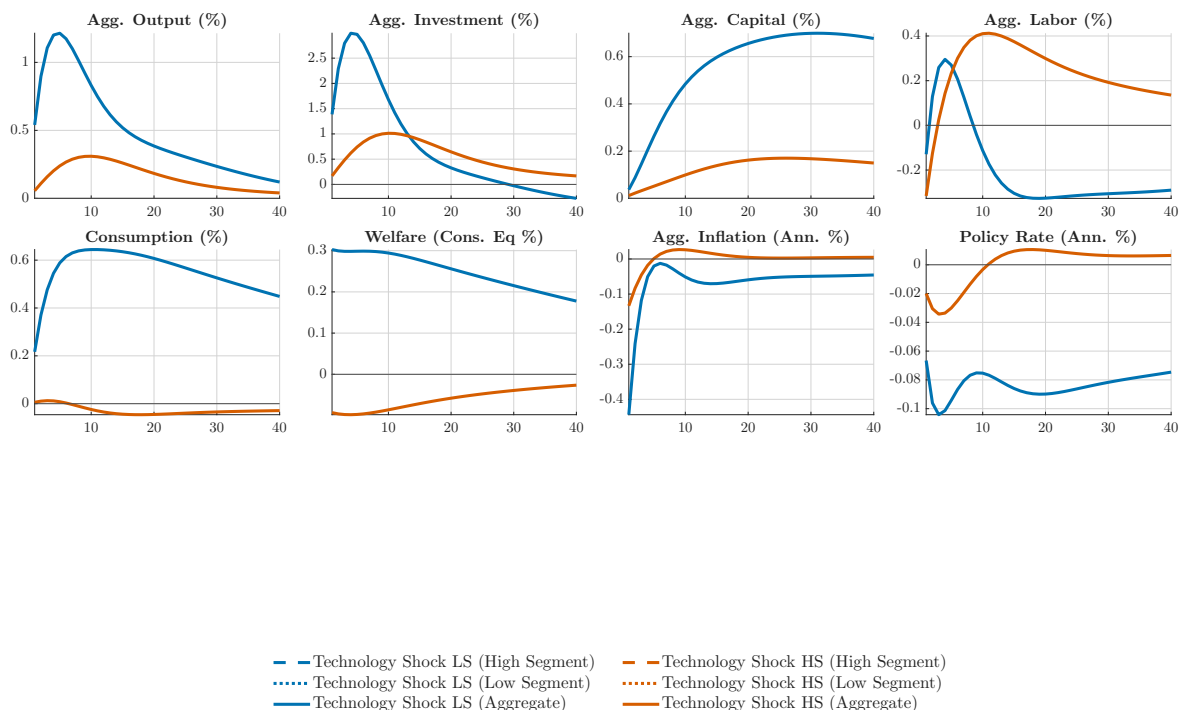 Agg. Output (%)
1
0.5
0
10 20 30 40
Agg. Investment (%)
2.5
2
1.5
1
0.5
0
10 20 30 40
Agg. Capital (%)
0.6
0.4
0.2
0
10 20 30 40
Agg. Labor (%)
0.4
0.2
0
-0.2
10 20 30 40
Consumption (%)
0.6
0.4
0.2
0
10 20 30 40
Welfare (Cons. Eq %)
0.3
0.2
0.1
0
10 20 30 40
Agg. Inflation (Ann. %)
0
-0.1
-0.2
-0.3
-0.4
10 20 30 40
Policy Rate (Ann. %)
0
-0.02
-0.04
-0.06
-0.08
-0.1
10 20 30 40
Technology Shock LS (High Segment)
Technology Shock LS (Low Segment)
Technology Shock LS (Aggregate)
Technology Shock HS (High Segment)
Technology Shock HS (Low Segment)
Technology Shock HS (Aggregate)